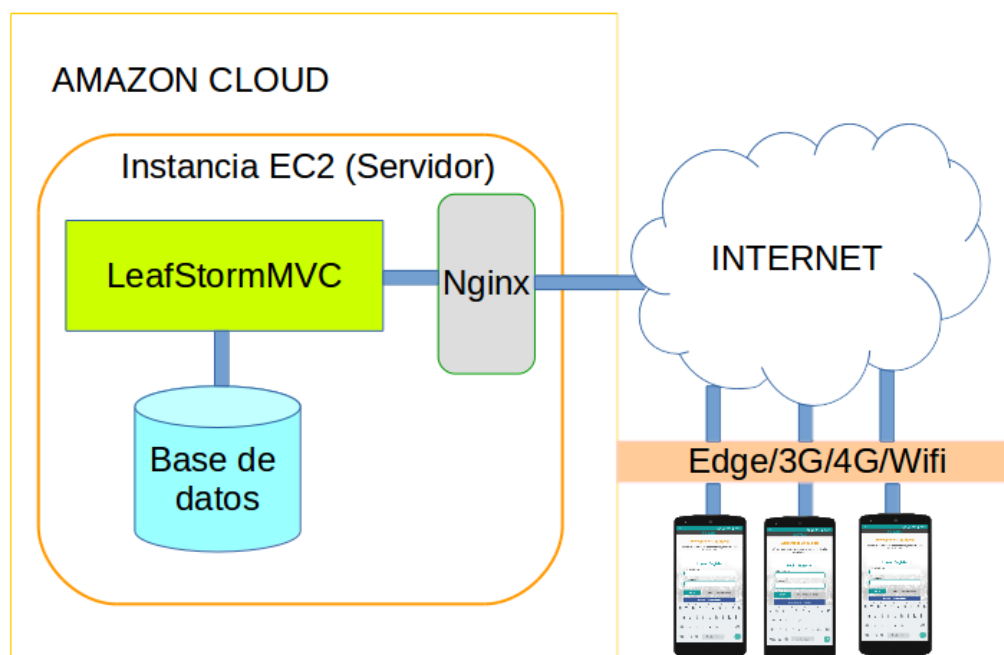 AMAZON CLOUD
Instancia EC2 (Servidor)
LeafStormMVC
Nginx
INTERNET
Base de
datos
Edge/3G/4G/Wifi